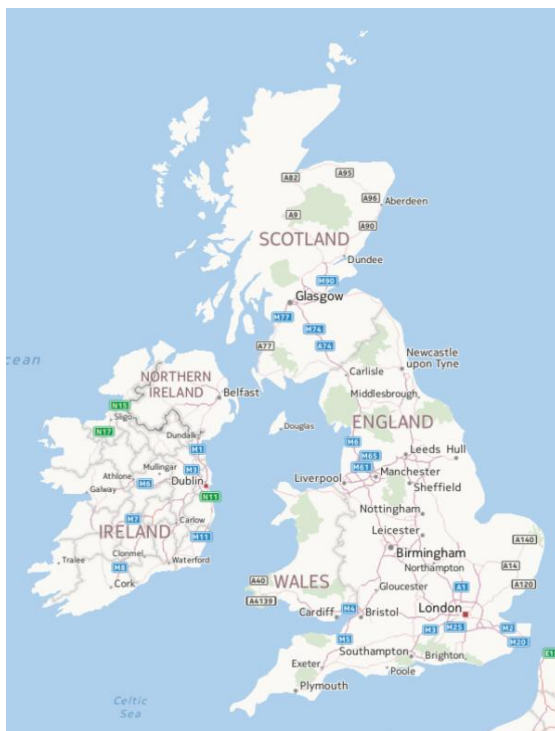 A82
A95
A96
Aberdeen
A9
A90
SCOTLAND
Dundee
M90
Glasgow
M77
M74
A77
A74
cean
Newcastle
upon Tyne
Carlisle
NORTHERN
IRELAND
Belfast
Middlesbrough
N15
Sligo
N17
Douglas
ENGLAND
Dundalk
M1
M6
M65
Leeds
Hull
M61
Mullingar
M3
Athlone
M6
Dublin
Galway
N11
Liverpool
Manchester
Sheffield
Nottingham
M7
Carlow
IRELAND
M11
Leicester
A140
Clonmel
Birmingham
Tralee
Waterford
M8
Northampton
A14
Cork
WALES
A40
A4139
Gloucester
A1
A120
Cardiff
M4
Bristol
London
M5
M3
M25
M2
M20
Southampton
Brighton
E1
Exeter
Poole
Plymouth
Celtic
Sea